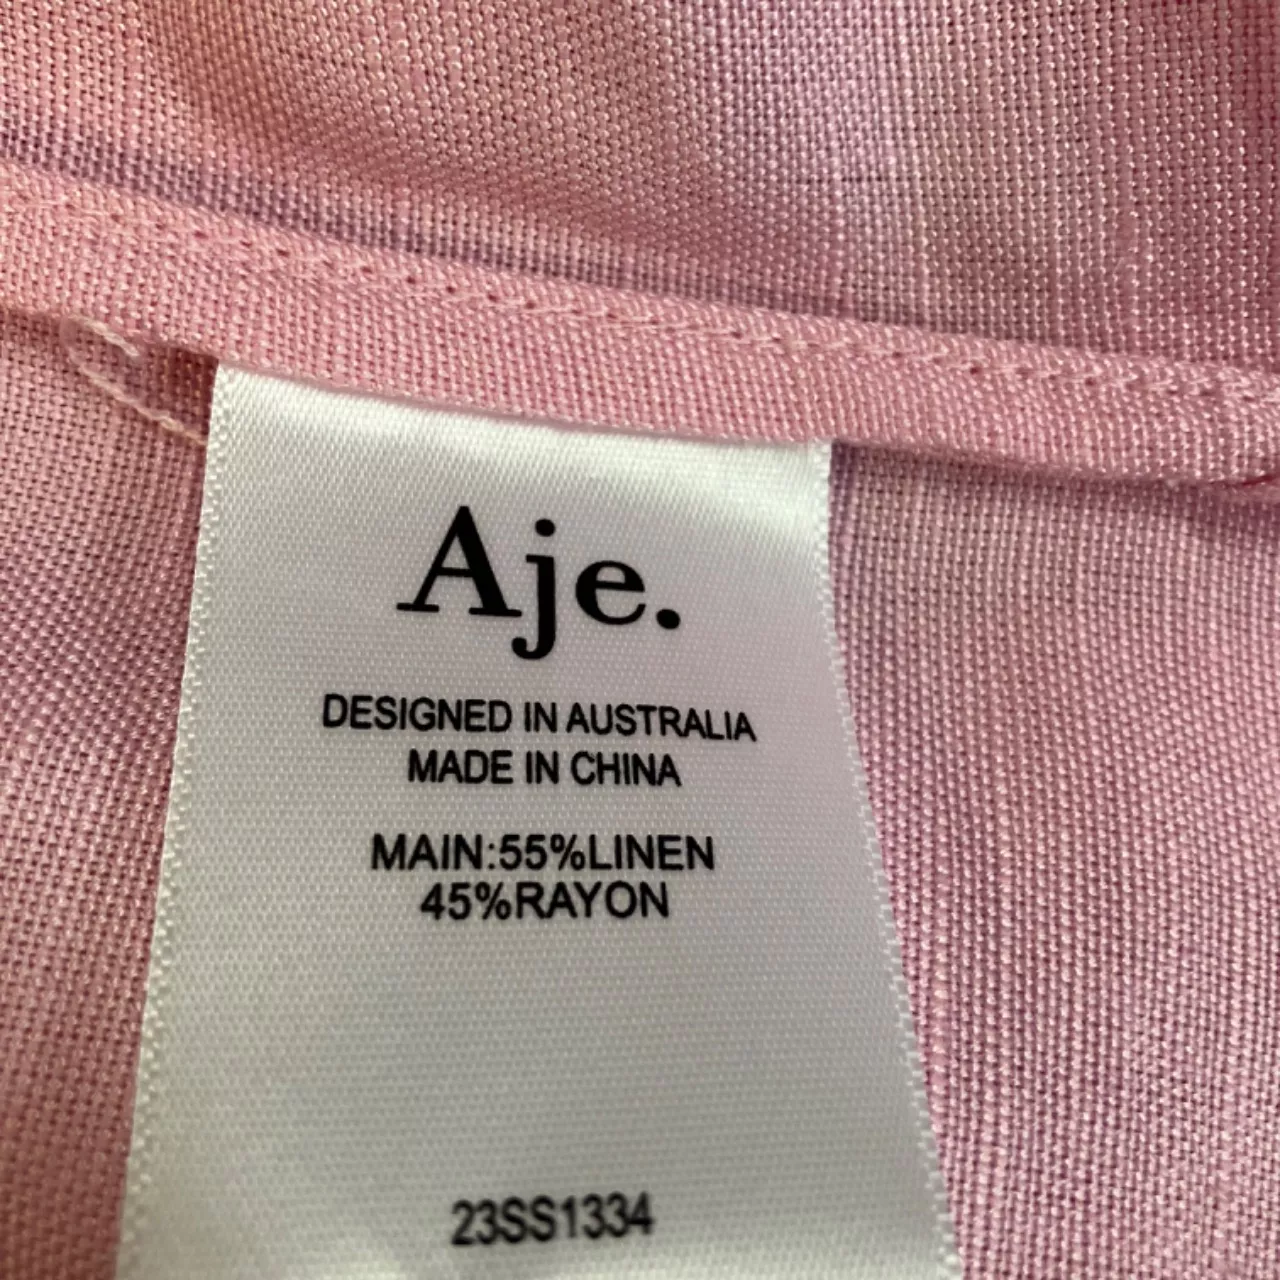 Aje.
DESIGNED IN AUSTRALIA
MADE IN CHINA
MAIN:55%LINEN
45%RAYON
23SS1334